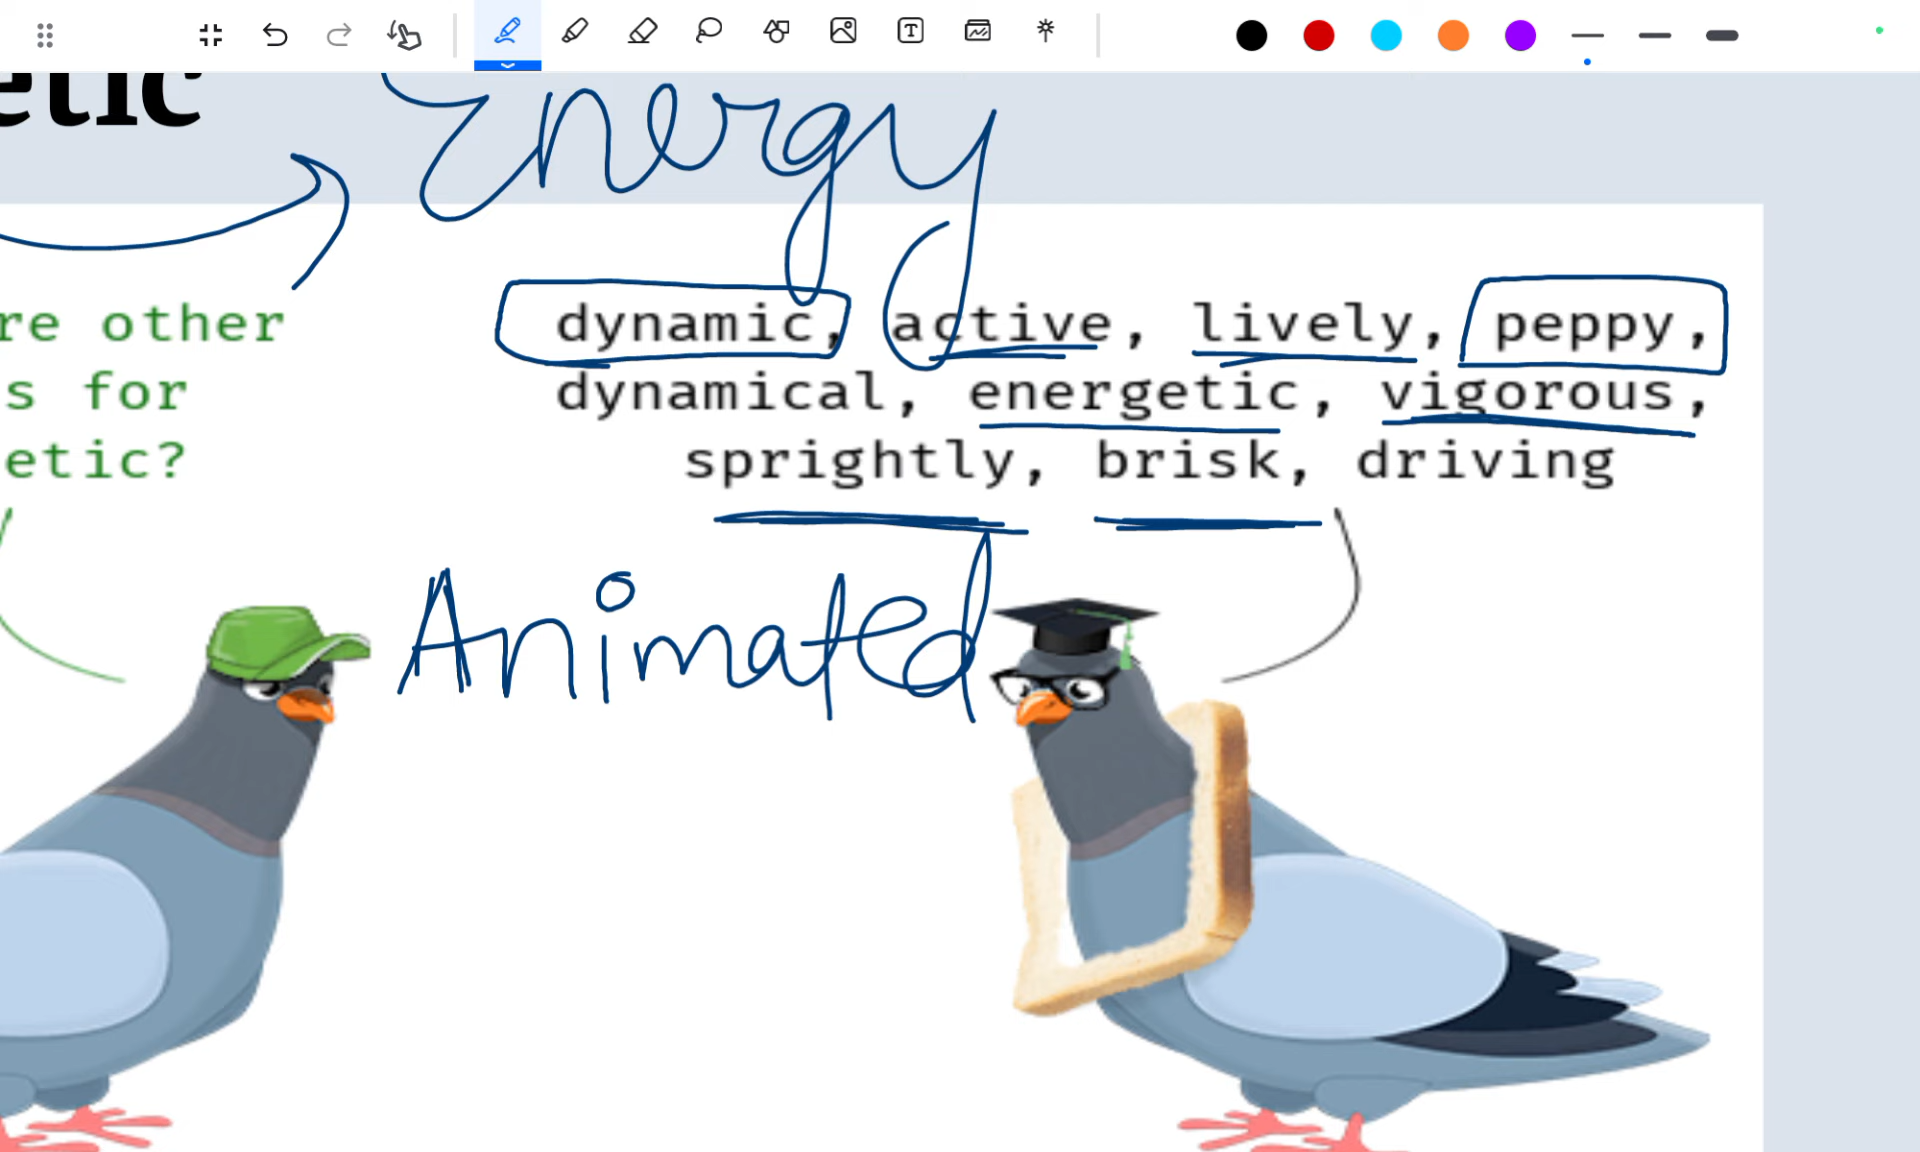 etic
Energy
re other
s for
etic?
dynamic, active, lively, peppy,
dynamical, energetic, vigorous,
sprightly, brisk, driving
Animated